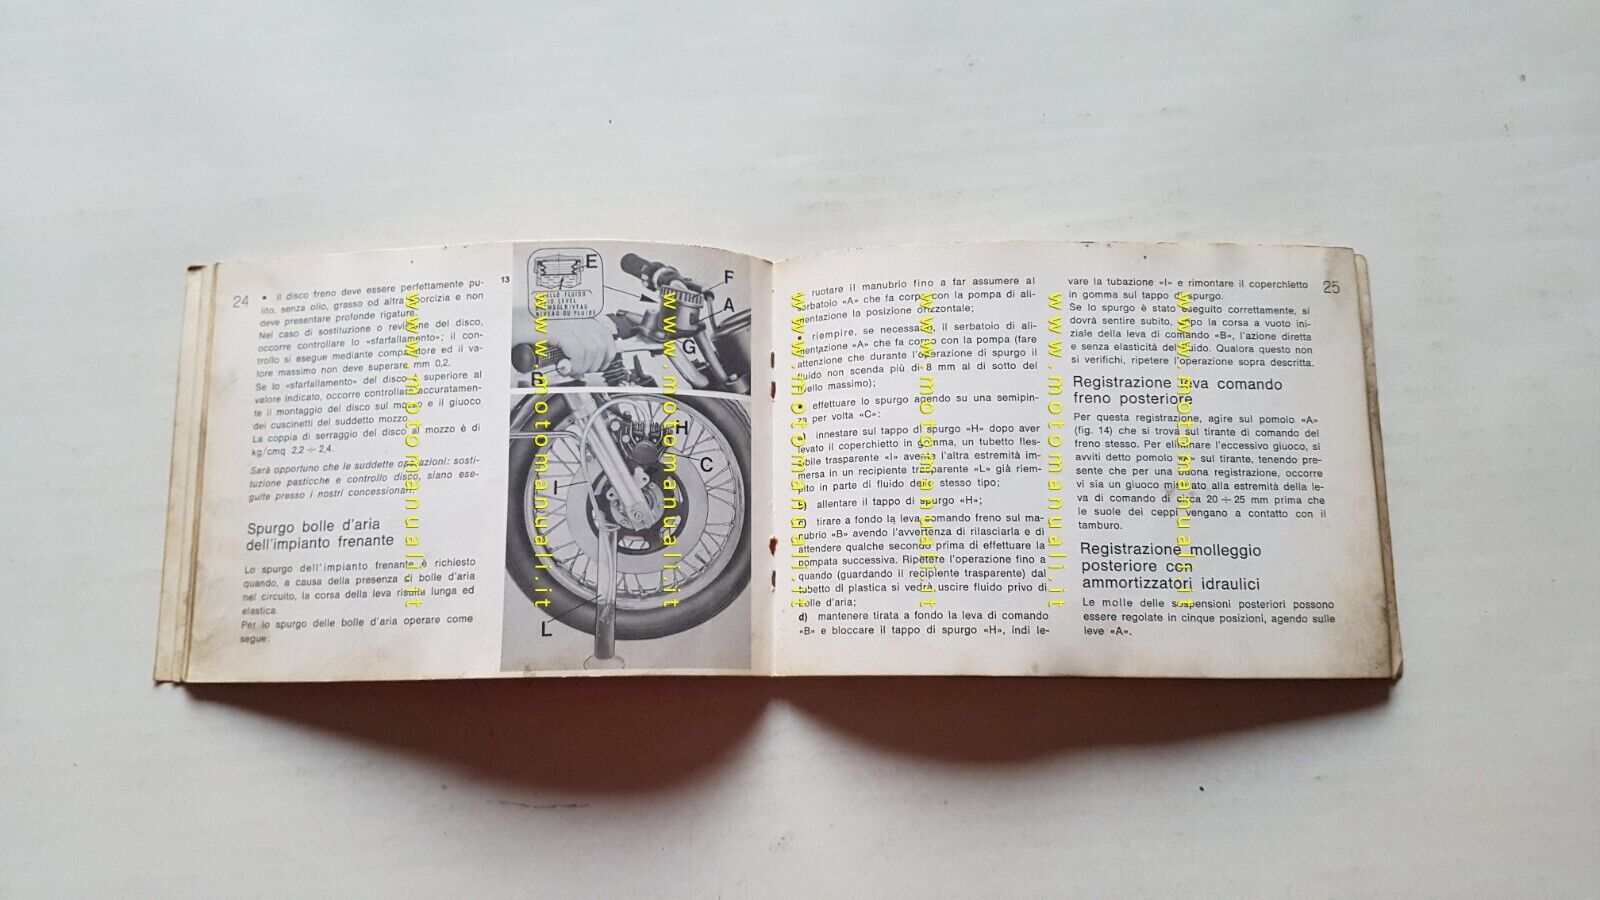 24
• Il disco freno deve essere perfettamente pu-
lito, senza olio, grasso od altra sporcizia e non
deve presentare profonde rigature.
Nel caso di sostituzione o revisione del disco,
occorre controllare lo «sfarfallamento»; il con-
trollo si esegue mediante comparatore ed il va-
lore massimo non deve superare mm 0,2.
Se lo «sfarfallamento» del disco è superiore al
valore indicato, occorre controllare accuratamen-
te il montaggio del disco sul mozzo e il giuoco
dei cuscinetti del suddetto mozzo.
La coppia di serraggio del disco al mozzo è di
kg/cmq 2,2 ÷ 2,4.
Sarà opportuno che le suddette operazioni: sosti-
tuzione pasticche e controllo disco, siano ese-
guite presso i nostri concessionari.
Spurgo bolle d'aria
dell'impianto frenante
Lo spurgo dell'impianto frenante è richiesto
quando, a causa della presenza di bolle d'aria
nel circuito, la corsa della leva risulta lunga ed
elastica.
Per lo spurgo delle bolle d'aria operare come
segue:
13
E
F
A
G
B
H
C
I
L
NIVEAU DU FLUIDE
ruotare il manubrio fino a far assumere al
serbatoio «A» che fa corpo con la pompa di ali-
mentazione la posizione orizzontale;
• riempire, se necessario, il serbatoio di ali-
mentazione «A» che fa corpo con la pompa (fare
attenzione che durante l'operazione di spurgo il
fluido non scenda più di 8 mm al di sotto del
livello massimo);
• effettuare lo spurgo agendo su una semipin-
za per volta «C»:
a) innestare sul tappo di spurgo «H» dopo aver
levato il coperchietto in gomma, un tubetto fles-
sibile trasparente «I» avente l'altra estremità im-
mersa in un recipiente trasparente «L» già riem-
pito in parte di fluido dello stesso tipo;
b) allentare il tappo di spurgo «H»;
c) tirare a fondo la leva comando freno sul ma-
nubrio «B» avendo l'avvertenza di rilasciarla e di
attendere qualche secondo prima di effettuare la
pompata successiva. Ripetere l'operazione fino a
quando (guardando il recipiente trasparente) dal
tubetto di plastica si vedrà uscire fluido privo di
bolle d'aria;
d) mantenere tirata a fondo la leva di comando
«B» e bloccare il tappo di spurgo «H», indi le-
25
vare la tubazione «I» e rimontare il coperchietto
in gomma sul tappo di spurgo.
Se lo spurgo è stato eseguito correttamente, si
dovrà sentire subito, dopo la corsa a vuoto ini-
ziale della leva di comando «B», l'azione diretta
e senza elasticità del fluido. Qualora questo non
si verifichi, ripetere l'operazione sopra descritta.
Registrazione leva comando
freno posteriore
Per questa registrazione, agire sul pomolo «A»
(fig. 14) che si trova sul tirante di comando del
freno stesso. Per eliminare l'eccessivo giuoco, si
avviti detto pomolo «A» sul tirante, tenendo pre-
sente che per una buona registrazione, occorre
vi sia un giuoco misurato alla estremità della le-
va di comando di circa 20 ÷ 25 mm prima che
le suole dei ceppi vengano a contatto con il
tamburo.
Registrazione molleggio
posteriore con
ammortizzatori idraulici
Le molle delle sospensioni posteriori possono
essere regolate in cinque posizioni, agendo sulle
leve «A».
www.motomanuali.it
www.motomanuali.it
www.motomanuali.it
www.motomanuali.it
www.motomanuali.it
www.motomanuali.it
www.motomanuali.it